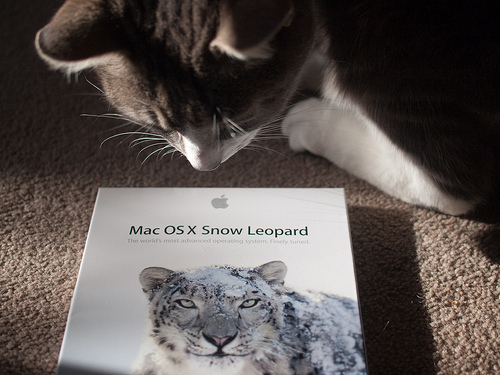 Mac OS X Snow Leopard
The world's most advanced operating system. Finely tuned.